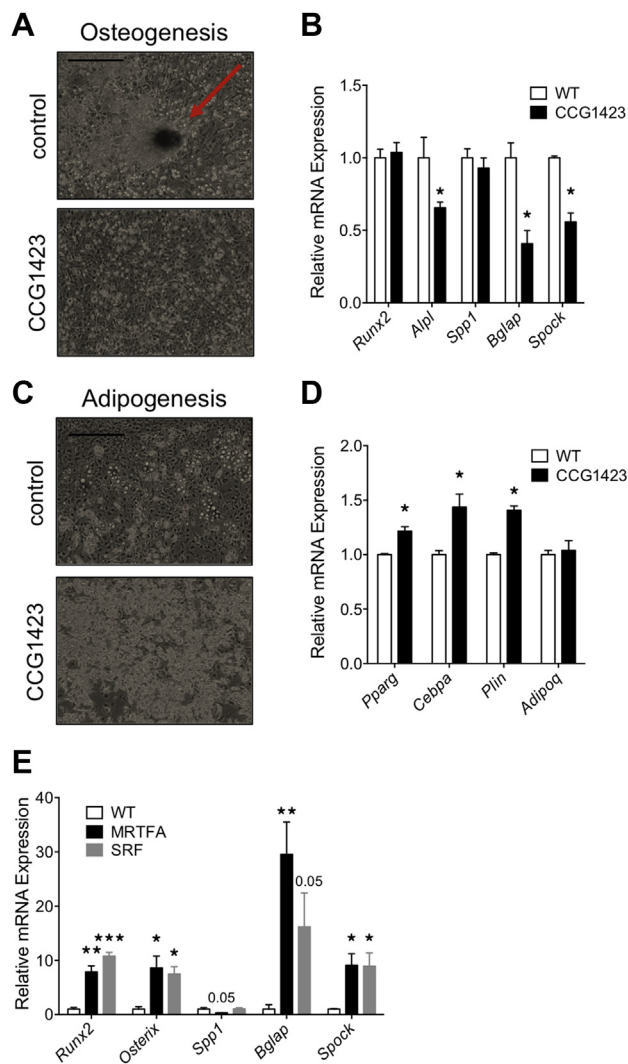 A
Osteogenesis
control
CCG1423
B
Relative mRNA Expression
1.5
1.0
0.5
0.0
WT
CCG1423
*
*
*
Runx2
Alpl
Spp1
Bglap
Spock
C
Adipogenesis
control
CCG1423
D
Relative mRNA Expression
2.0
1.5
1.0
0.5
0.0
WT
CCG1423
*
*
*
Pparg
Cebpa
Plin
Adipoq
E
Relative mRNA Expression
40
30
20
10
0
WT
MRTFA
SRF
**
***
*
*
0.05
**
0.05
*
*
Runx2
Osterix
Spp1
Bglap
Spock